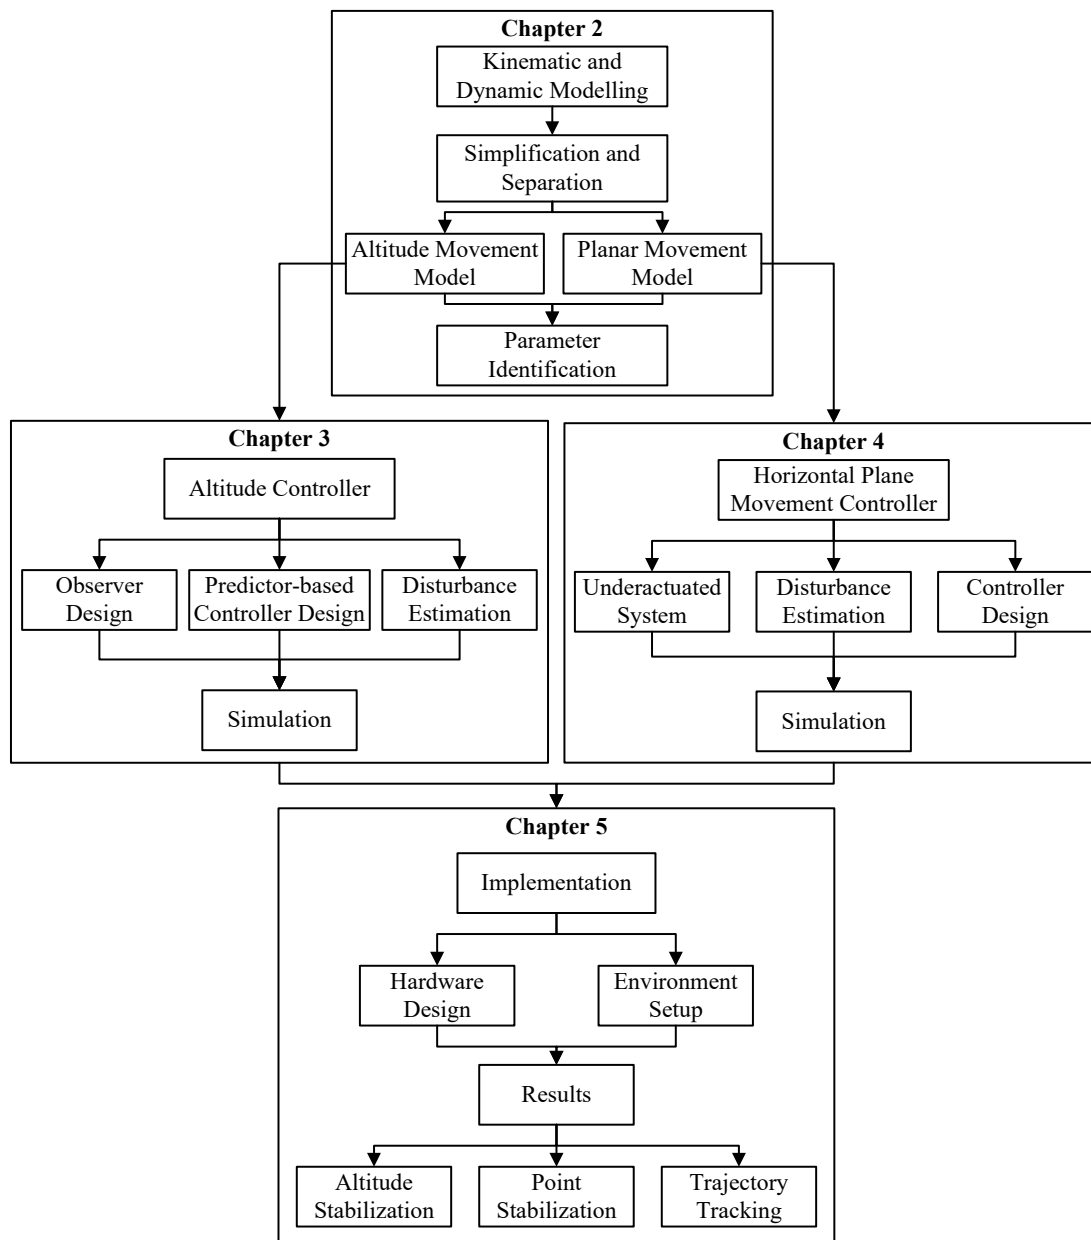 Chapter 2
Kinematic and
Dynamic Modelling
Simplification and
Separation
Altitude Movement
Model
Planar Movement
Model
Parameter
Identification
Chapter 3
Altitude Controller
Observer
Design
Predictor-based
Controller Design
Disturbance
Estimation
Simulation
Chapter 4
Horizontal Plane
Movement Controller
Underactuated
System
Disturbance
Estimation
Controller
Design
Simulation
Chapter 5
Implementation
Hardware
Design
Environment
Setup
Results
Altitude
Stabilization
Point
Stabilization
Trajectory
Tracking